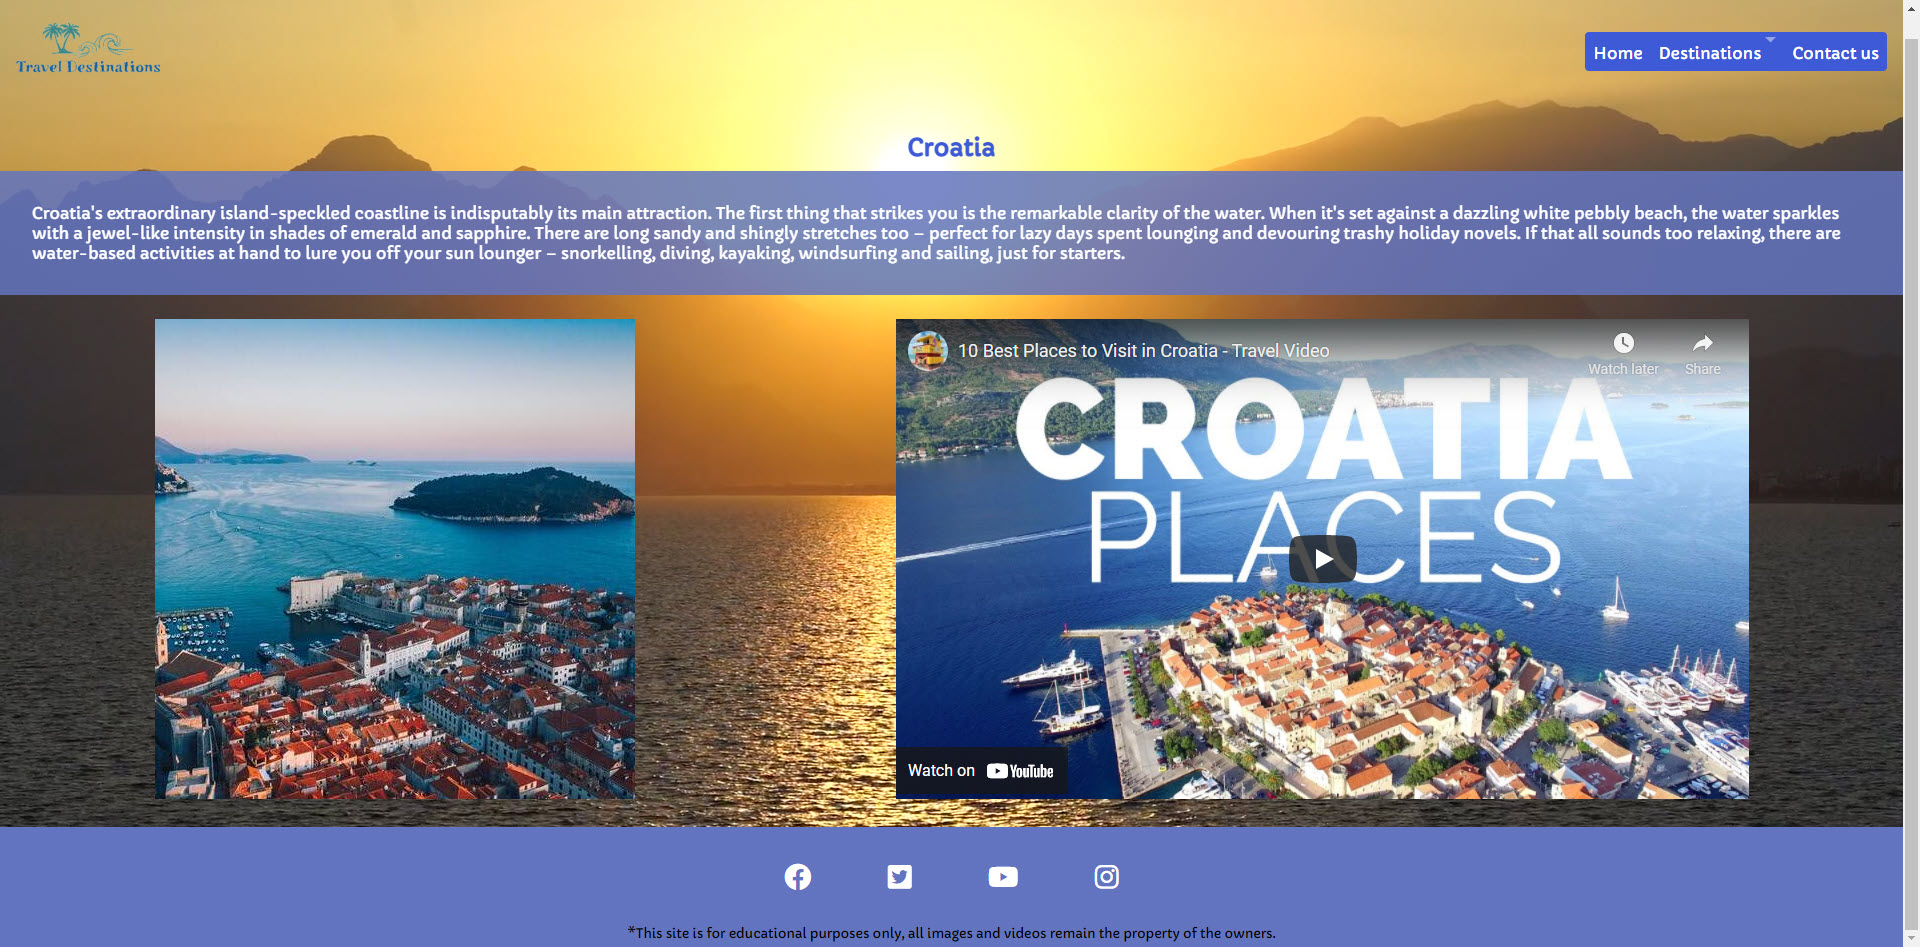 Travel Destinations
Home Destinations Contact us
Croatia
Croatia's extraordinary island-speckled coastline is indisputably its main attraction. The first thing that strikes you is the remarkable clarity of the water. When it's set against a dazzling white pebbly beach, the water sparkles
with a jewel-like intensity in shades of emerald and sapphire. There are long sandy and shingly stretches too – perfect for lazy days spent lounging and devouring trashy holiday novels. If that all sounds too relaxing, there are
water-based activities at hand to lure you off your sun lounger – snorkelling, diving, kayaking, windsurfing and sailing, just for starters.
10 Best Places to Visit in Croatia - Travel Video
Watch later Share
CROATIA
PLACES
Watch on YouTube
*This site is for educational purposes only, all images and videos remain the property of the owners.